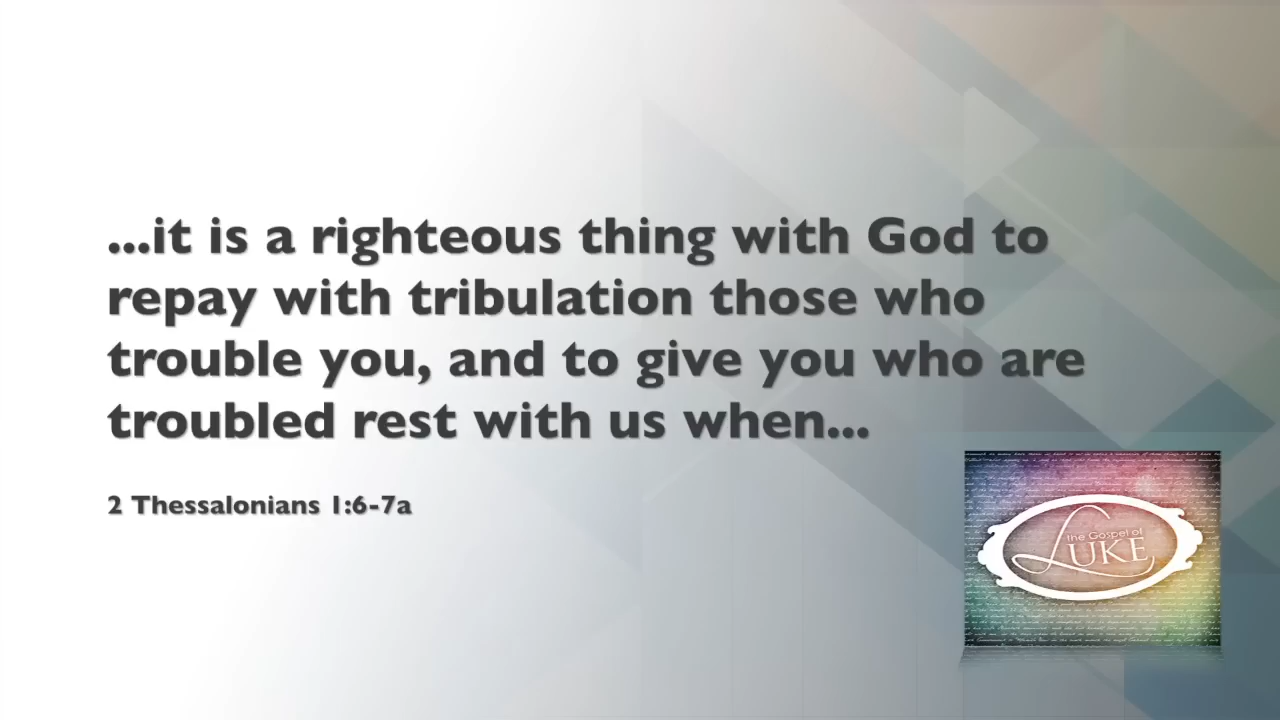 ...it is a righteous thing with God to
repay with tribulation those who
trouble you, and to give you who are
troubled rest with us when...
2 Thessalonians 1:6-7a
the Gospel of
LUKE